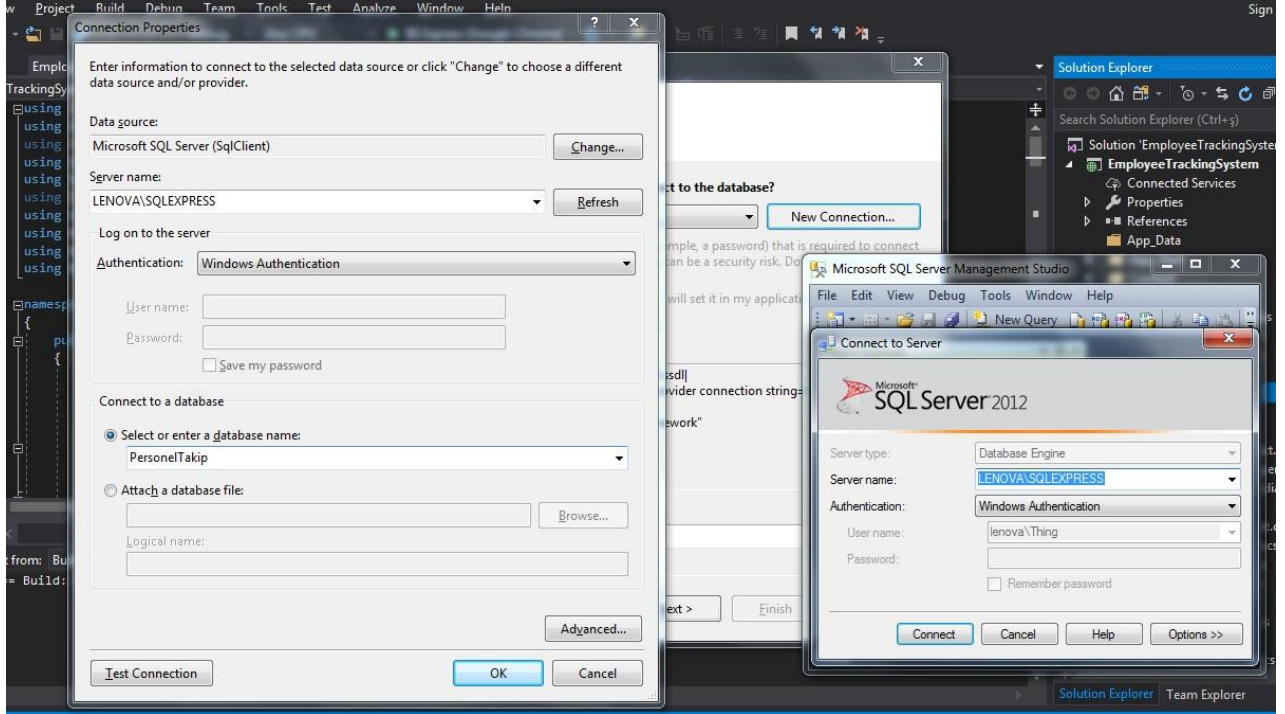 Project Build Debug Team Tools Test Analyze Window Help
Sign
TrackingSy
using
using
using
using
using
using
using
using
using
using
{
{
Connection Properties
Enter information to connect to the selected data source or click "Change" to choose a different
data source and/or provider.
Data source:
Microsoft SQL Server (SqlClient)
Change...
Server name:
LENOVA\SQLEXPRESS
Refresh
Log on to the server
Authentication: Windows Authentication
User name:
Password:
Save my password
Connect to a database
Select or enter a database name:
PersonelTakip
Attach a database file:
Browse...
Logical name:
Advanced...
Test Connection
OK
Cancel
ct to the database?
New Connection...
mple, a password) that is required to connect
can be a security risk. Do
will set it in my applicati
ssdl|
vider connection string=
ework"
ext >
Finish
Microsoft SQL Server Management Studio
File Edit View Debug Tools Window Help
New Query
Connect to Server
Microsoft
SQL Server 2012
Server type: Database Engine
Server name: LENOVA\SQLEXPRESS
Authentication: Windows Authentication
User name: lenova\Thing
Password:
Remember password
Connect
Cancel
Help
Options >>
Solution Explorer
Search Solution Explorer (Ctrl+ş)
Solution 'EmployeeTrackingSyste
EmployeeTrackingSystem
Connected Services
Properties
References
App_Data
from: Bu
= Build:
Solution Explorer Team Explorer